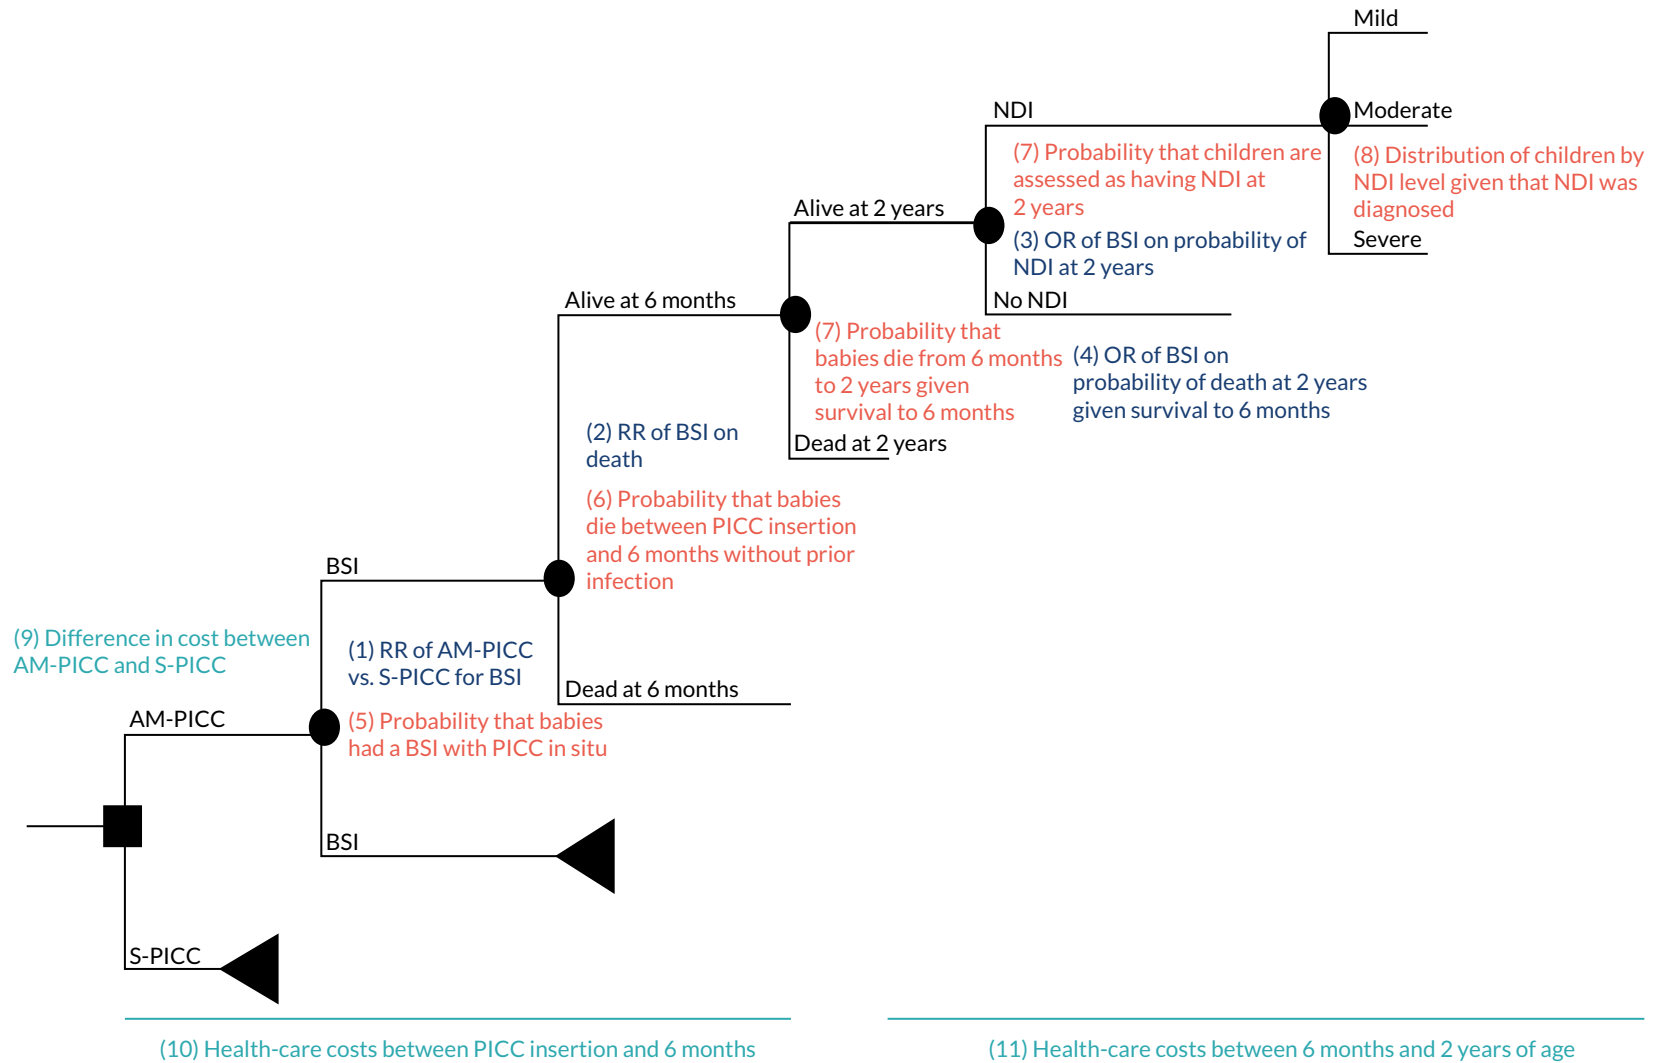 Mild
NDI
Moderate
(7) Probability that children are
assessed as having NDI at
2 years
(8) Distribution of children by
NDI level given that NDI was
diagnosed
Alive at 2 years
(3) OR of BSI on probability of
NDI at 2 years
Severe
No NDI
Alive at 6 months
(7) Probability that
babies die from 6 months
to 2 years given
survival to 6 months
(4) OR of BSI on
probability of death at 2 years
given survival to 6 months
Dead at 2 years
(2) RR of BSI on
death
(6) Probability that babies
die between PICC insertion
and 6 months without prior
infection
BSI
(9) Difference in cost between
AM-PICC and S-PICC
(1) RR of AM-PICC
vs. S-PICC for BSI
Dead at 6 months
AM-PICC
(5) Probability that babies
had a BSI with PICC in situ
BSI
S-PICC
(10) Health-care costs between PICC insertion and 6 months
(11) Health-care costs between 6 months and 2 years of age